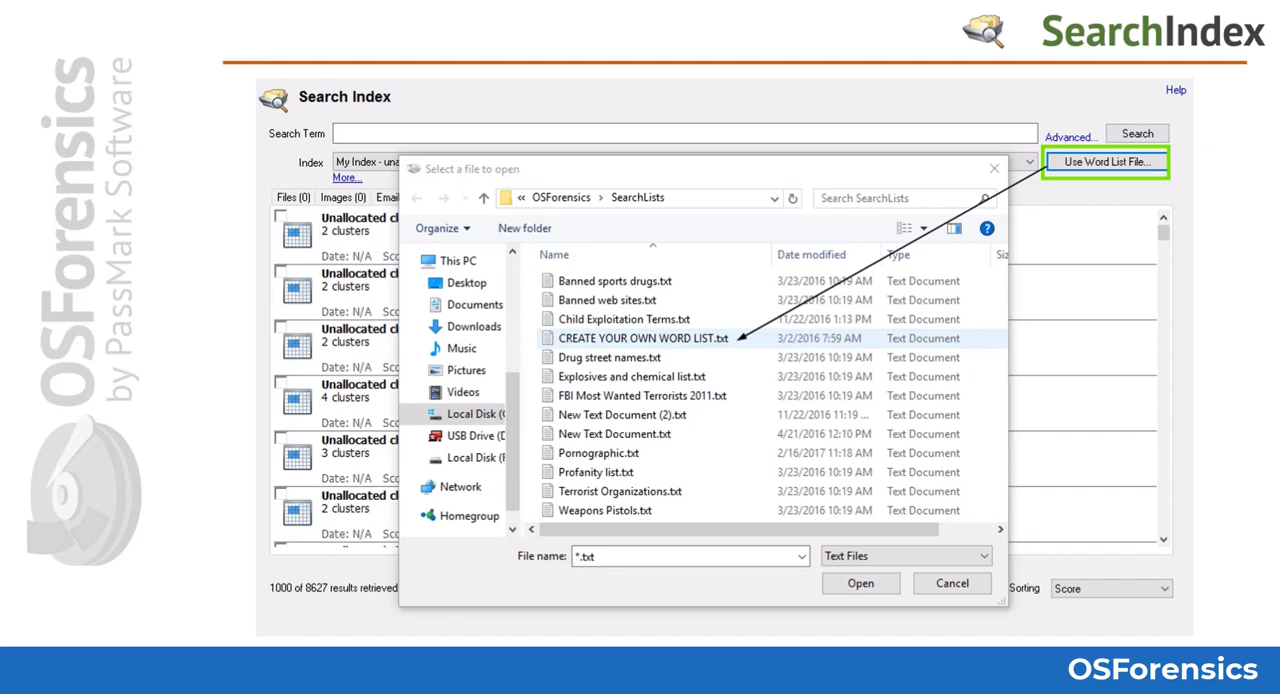 SearchIndex
OSForensics
by PassMark Software
Search Index
Help
Search Term
Advanced...
Search
Index
My Index - una
Use Word List File...
More...
Select a file to open
« OSForensics › SearchLists
Search SearchLists
Files (0) Images (0) Email
Organize
New folder
Name Date modified Type Siz
This PC
Desktop
Documents
Downloads
Music
Pictures
Videos
Local Disk (C
USB Drive (D
Local Disk (F
Network
Homegroup
Banned sports drugs.txt 3/23/2016 10:19 AM Text Document
Banned web sites.txt 3/23/2016 10:19 AM Text Document
Child Exploitation Terms.txt 11/22/2016 1:13 PM Text Document
CREATE YOUR OWN WORD LIST.txt 3/2/2016 7:59 AM Text Document
Drug street names.txt 3/23/2016 10:19 AM Text Document
Explosives and chemical list.txt 3/23/2016 10:19 AM Text Document
FBI Most Wanted Terrorists 2011.txt 3/23/2016 10:19 AM Text Document
New Text Document (2).txt 11/22/2016 11:19 ... Text Document
New Text Document.txt 4/21/2016 12:10 PM Text Document
Pornographic.txt 2/16/2017 11:18 AM Text Document
Profanity list.txt 3/23/2016 10:19 AM Text Document
Terrorist Organizations.txt 3/23/2016 10:19 AM Text Document
Weapons Pistols.txt 3/23/2016 10:19 AM Text Document
Unallocated cl
2 clusters
Date: N/A Sco
Unallocated cl
2 clusters
Date: N/A Sco
Unallocated cl
2 clusters
Date: N/A Sco
Unallocated cl
4 clusters
Date: N/A Sco
Unallocated cl
3 clusters
Date: N/A Sco
Unallocated cl
2 clusters
Date: N/A Sco
File name: *.txt
Text Files
Open
Cancel
1000 of 8627 results retrieved
Sorting
Score
OSForensics